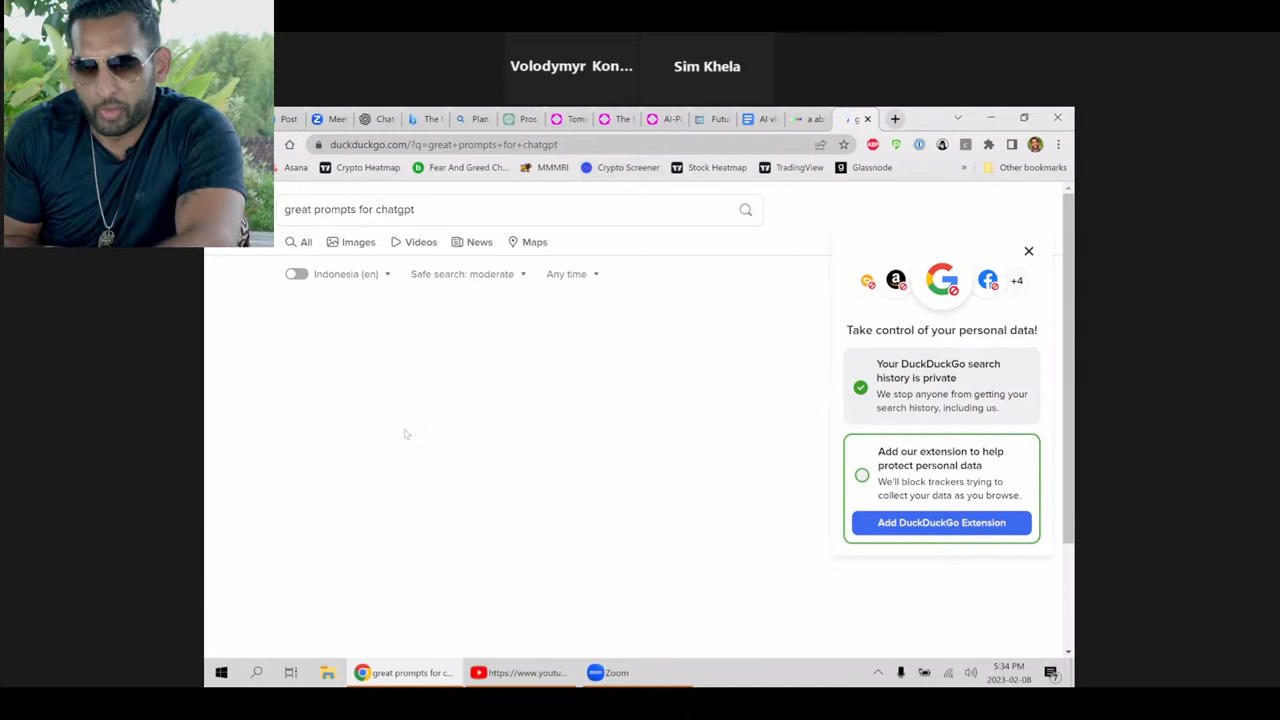 Volodymyr Kon...
Sim Khela
Post
Meet
Chat
The
Plan
Pros
Tome
The
AI-P
Futu
AI vi
a ab
g
duckduckgo.com/?q=great+prompts+for+chatgpt
Asana
Crypto Heatmap
Fear And Greed Ch...
MMMRI
Crypto Screener
Stock Heatmap
TradingView
Glassnode
»
Other bookmarks
great prompts for chatgpt
All
Images
Videos
News
Maps
Indonesia (en)
Safe search: moderate
Any time
+4
Take control of your personal data!
Your DuckDuckGo search
history is private
We stop anyone from getting your
search history, including us.
Add our extension to help
protect personal data
We'll block trackers trying to
collect your data as you browse.
Add DuckDuckGo Extension
great prompts for c...
https://www.youtu...
Zoom
5:34 PM
2023-02-08